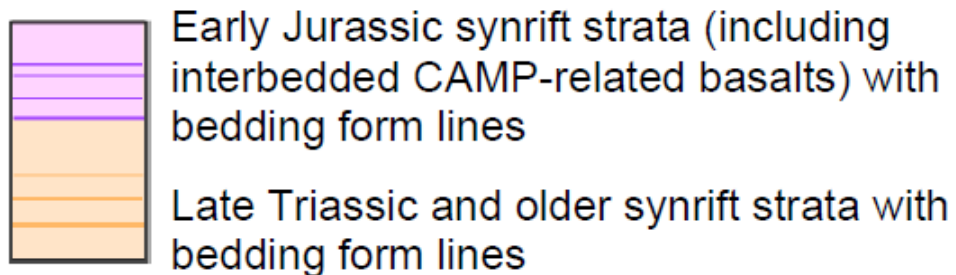 Early Jurassic synrift strata (including
interbedded CAMP-related basalts) with
bedding form lines
Late Triassic and older synrift strata with
bedding form lines